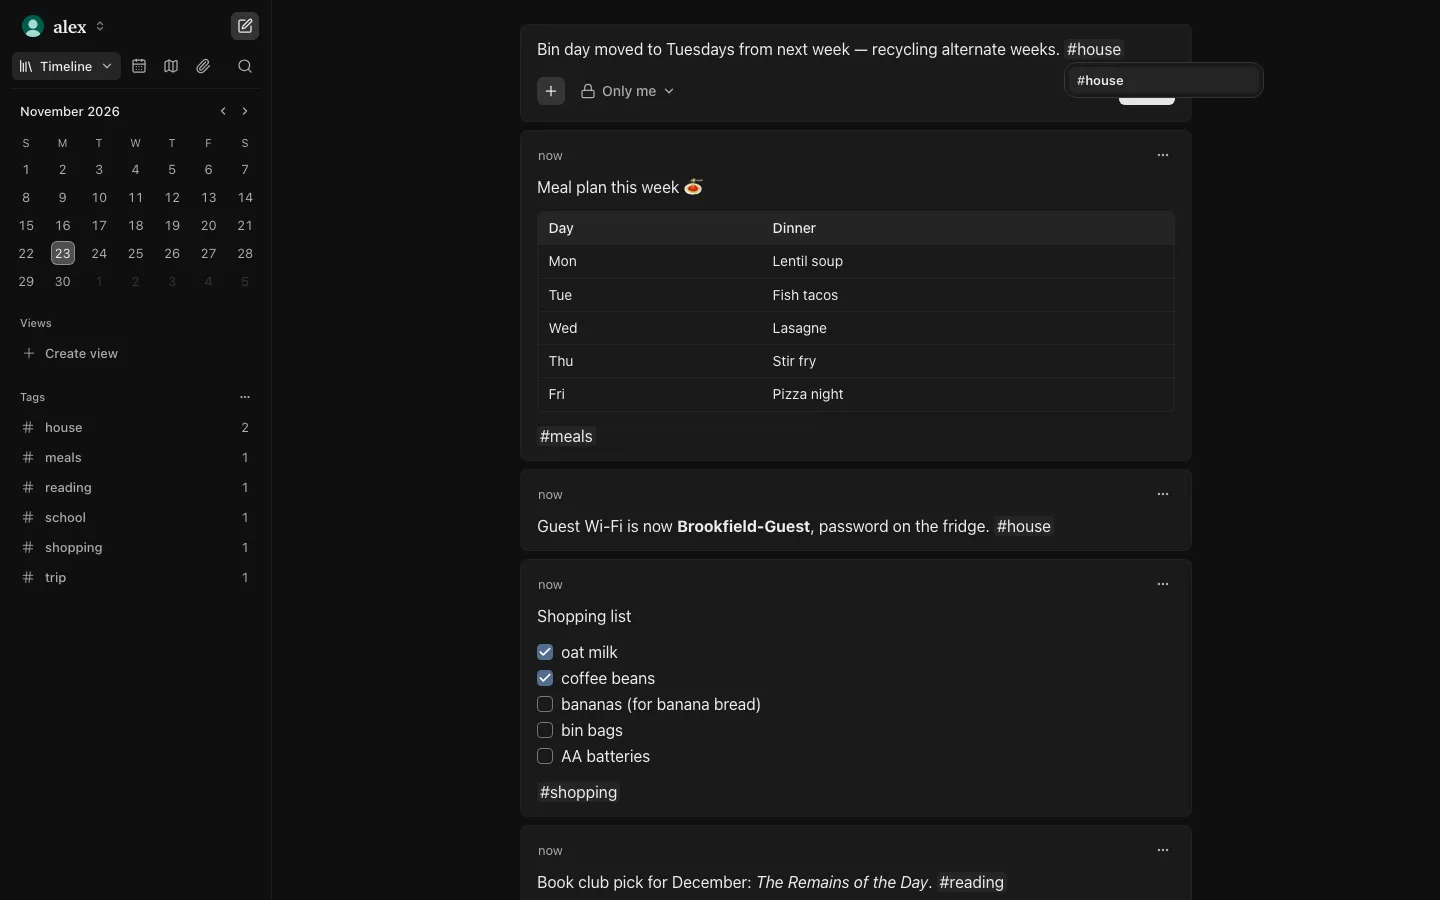 alex
Timeline
November 2026
S M T W T F S
1 2 3 4 5 6 7
8 9 10 11 12 13 14
15 16 17 18 19 20 21
22 23 24 25 26 27 28
29 30 1 2 3 4 5
Views
Create view
Tags
# house 2
# meals 1
# reading 1
# school 1
# shopping 1
# trip 1
Bin day moved to Tuesdays from next week — recycling alternate weeks. #house
#house
Only me
now
Meal plan this week 🍝
Day Dinner
Mon Lentil soup
Tue Fish tacos
Wed Lasagne
Thu Stir fry
Fri Pizza night
#meals
now
Guest Wi-Fi is now Brookfield-Guest, password on the fridge. #house
now
Shopping list
oat milk
coffee beans
bananas (for banana bread)
bin bags
AA batteries
#shopping
now
Book club pick for December: The Remains of the Day. #reading